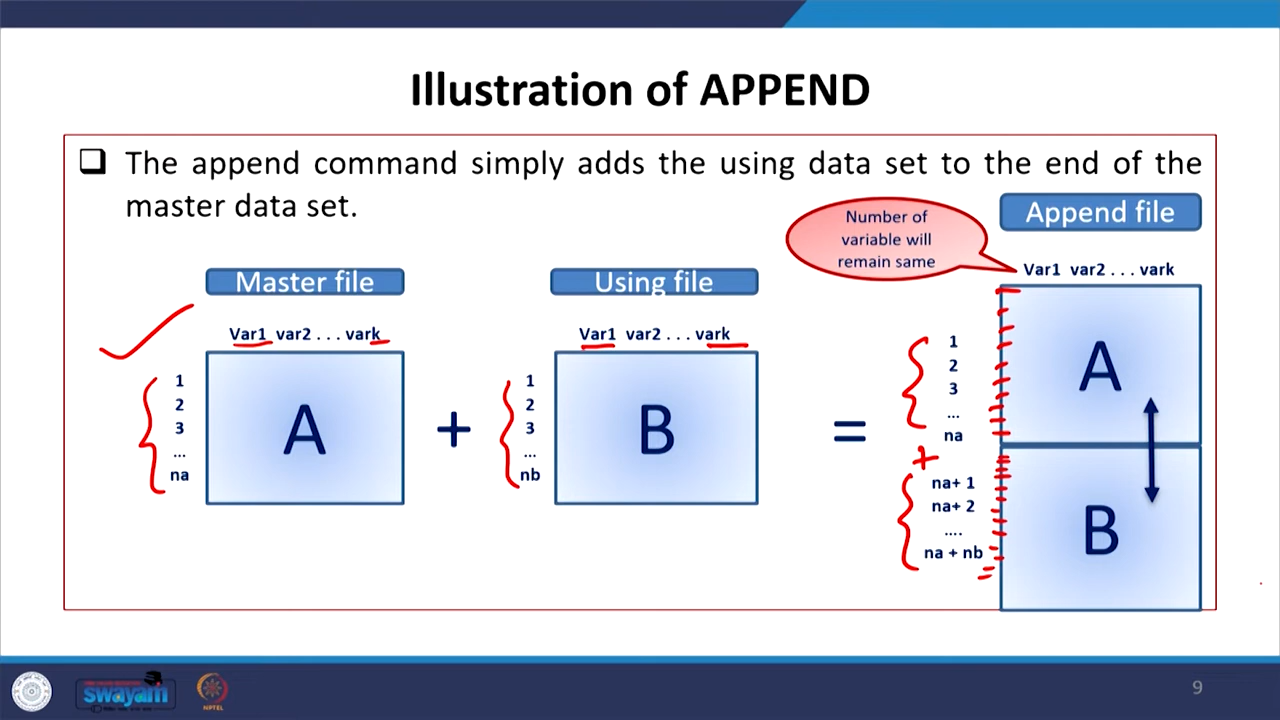 Illustration of APPEND
❑ The append command simply adds the using data set to the end of the
master data set.
Number of
variable will
remain same
Append file
Var1 var2 . . . vark
Master file
Using file
Var1 var2 . . . vark
Var1 var2 . . . vark
1
2
3
...
na
A
+
1
2
3
...
nb
B
=
1
2
3
...
na
+
na+ 1
na+ 2
....
na + nb
A
B
swayam
NPTEL
9